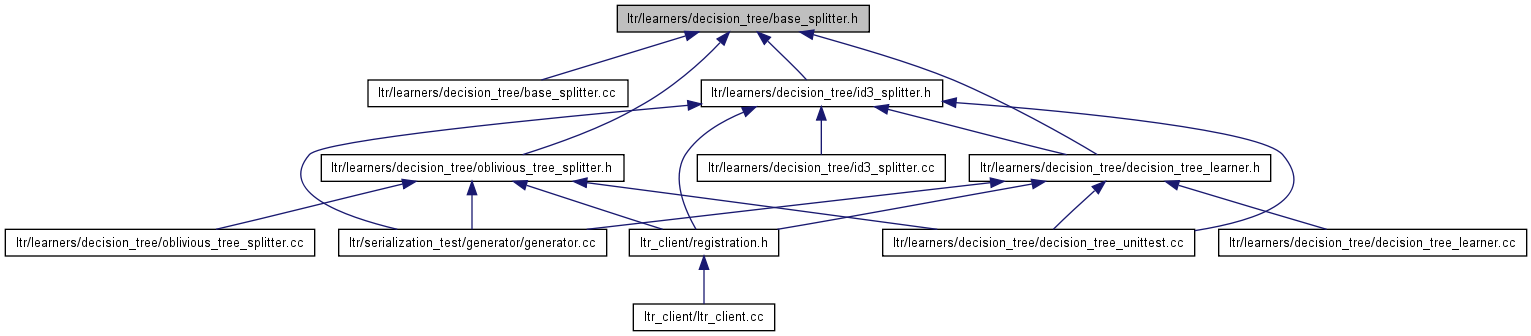 ltr/learners/decision_tree/base_splitter.h
ltr/learners/decision_tree/base_splitter.cc
ltr/learners/decision_tree/id3_splitter.h
ltr/learners/decision_tree/oblivious_tree_splitter.h
ltr/learners/decision_tree/id3_splitter.cc
ltr/learners/decision_tree/decision_tree_learner.h
ltr/learners/decision_tree/oblivious_tree_splitter.cc
ltr/serialization_test/generator/generator.cc
ltr_client/registration.h
ltr/learners/decision_tree/decision_tree_unittest.cc
ltr/learners/decision_tree/decision_tree_learner.cc
ltr_client/ltr_client.cc